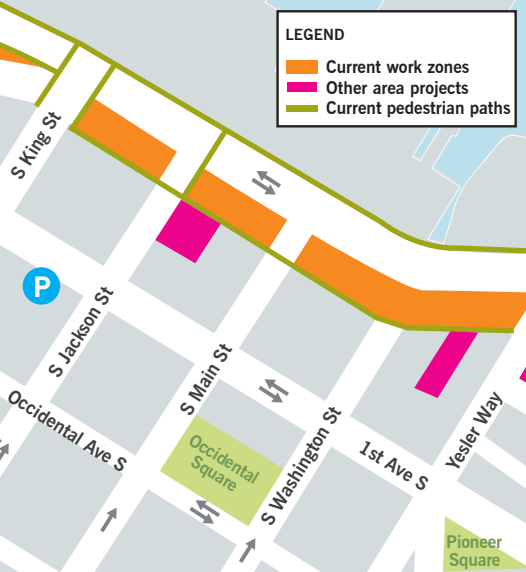 LEGEND
Current work zones
Other area projects
Current pedestrian paths
S King St
P
S Jackson St
S Main St
Occidental Ave S
Occidental
Square
S Washington St
1st Ave S
Yesler Way
Pioneer
Square